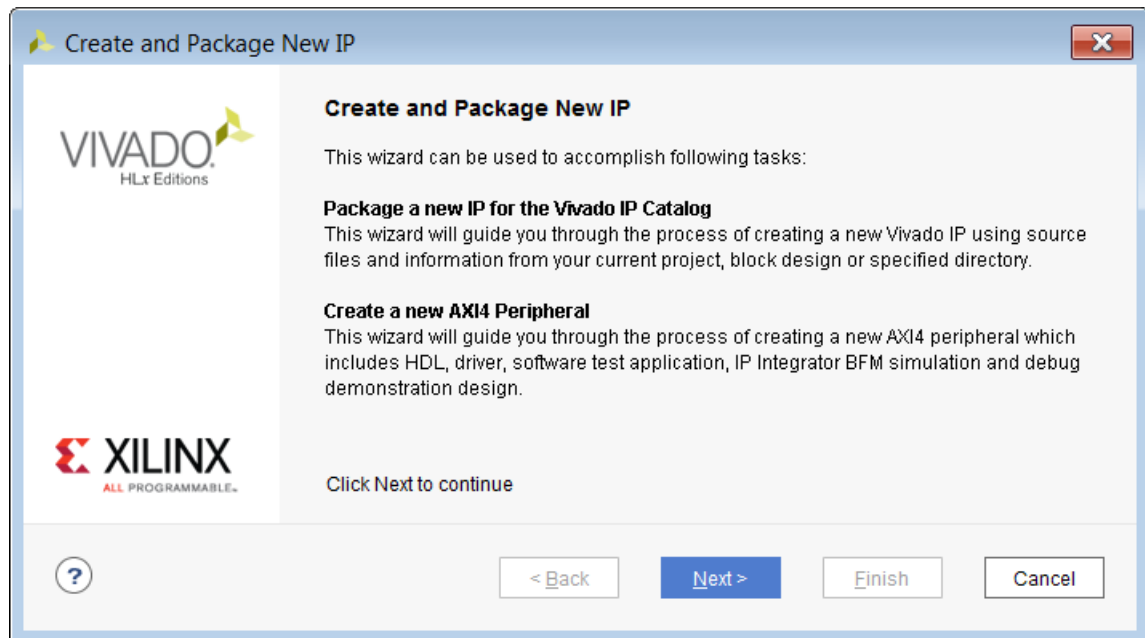 Create and Package New IP
VIVADO.
HLx Editions
Create and Package New IP
This wizard can be used to accomplish following tasks:
Package a new IP for the Vivado IP Catalog
This wizard will guide you through the process of creating a new Vivado IP using source
files and information from your current project, block design or specified directory.
Create a new AXI4 Peripheral
This wizard will guide you through the process of creating a new AXI4 peripheral which
includes HDL, driver, software test application, IP Integrator BFM simulation and debug
demonstration design.
XILINX
ALL PROGRAMMABLE™
Click Next to continue
?
< Back
Next >
Finish
Cancel